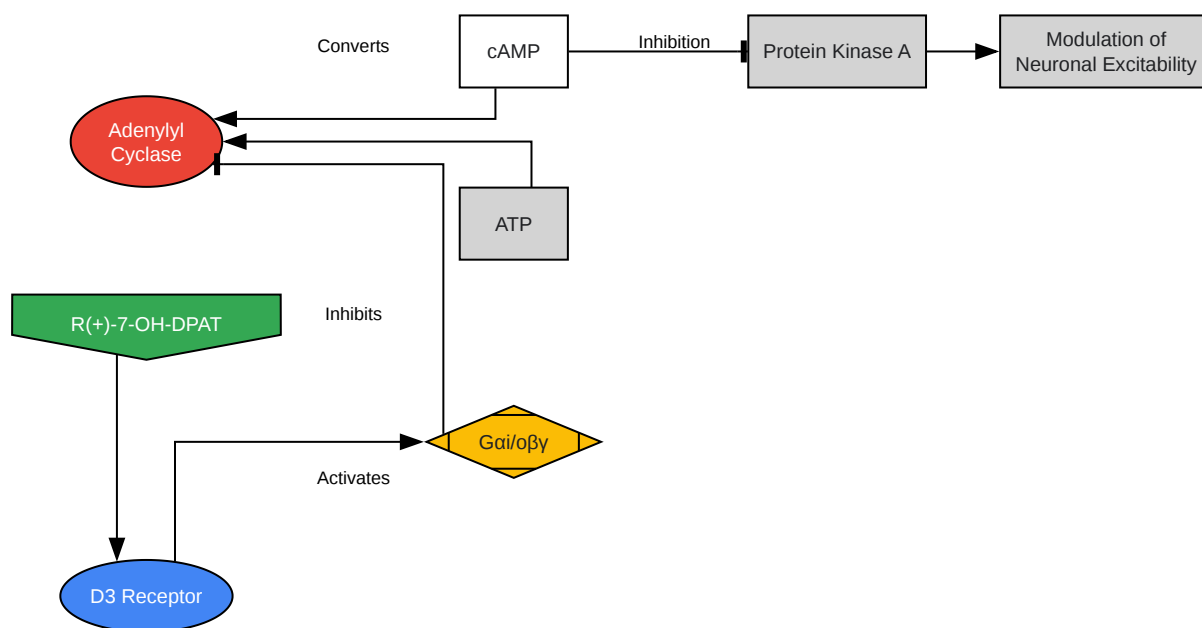 Converts
cAMP
Inhibition
Protein Kinase A
Modulation of
Neuronal Excitability
Adenylyl
Cyclase
ATP
R(+)-7-OH-DPAT
Inhibits
Gαi/oβγ
Activates
D3 Receptor